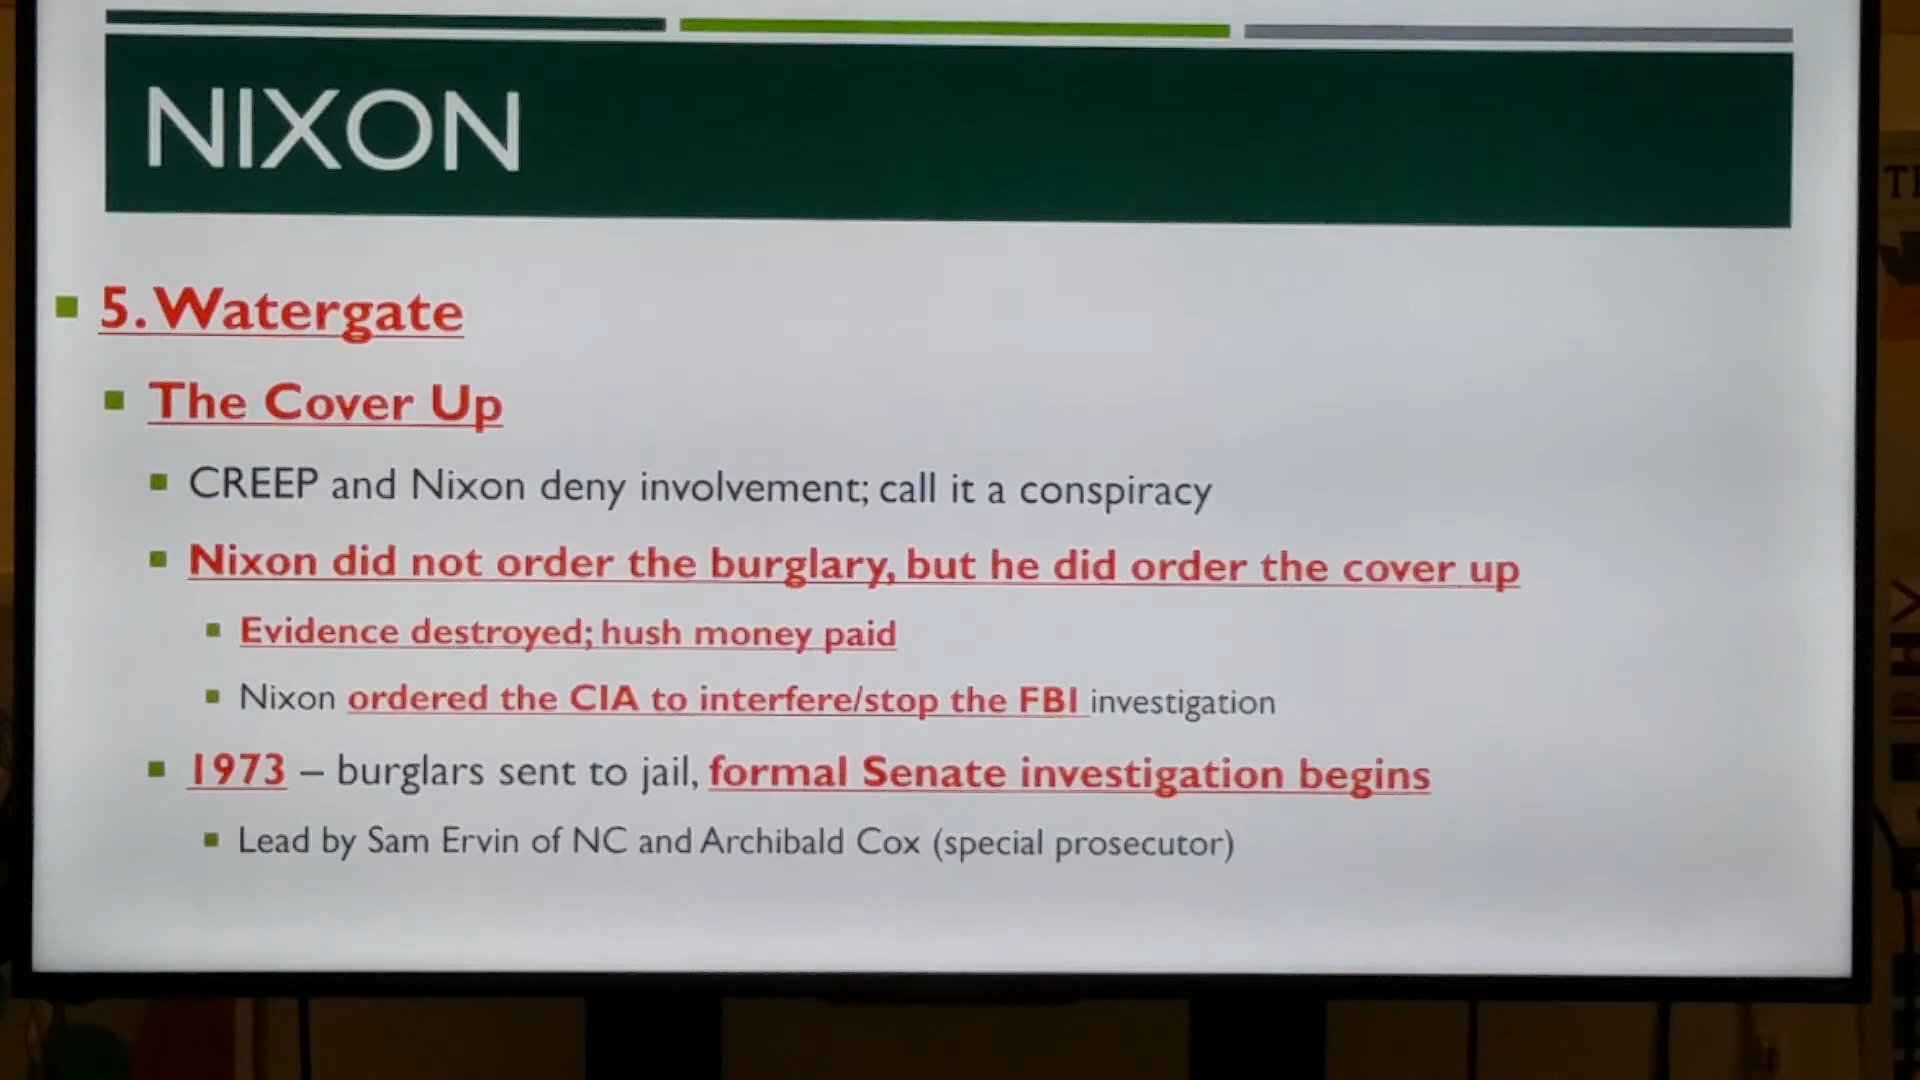 NIXON
5. Watergate
The Cover Up
CREEP and Nixon deny involvement; call it a conspiracy
Nixon did not order the burglary, but he did order the cover up
Evidence destroyed; hush money paid
Nixon ordered the CIA to interfere/stop the FBI investigation
1973 – burglars sent to jail, formal Senate investigation begins
Lead by Sam Ervin of NC and Archibald Cox (special prosecutor)